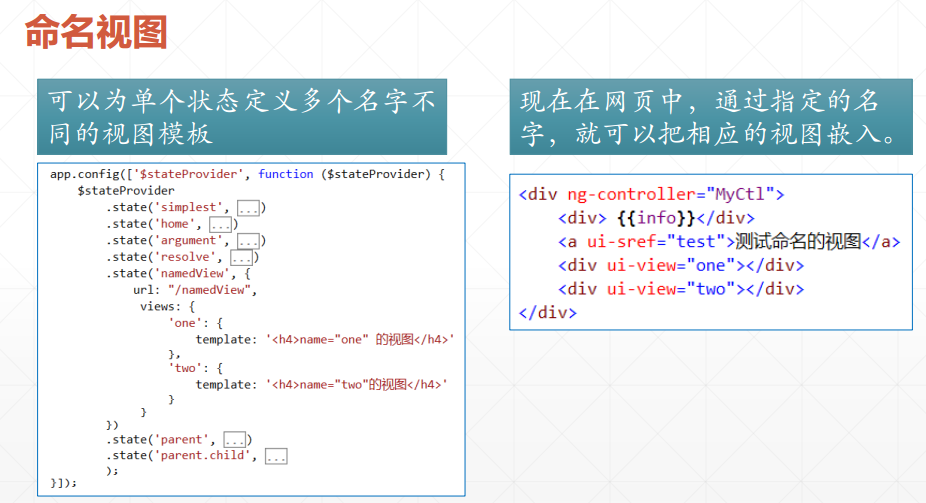 命名视图
可以为单个状态定义多个名字不
同的视图模板
app.config(['$stateProvider', function ($stateProvider) {
    $stateProvider
        .state('simplest', ...)
        .state('home', ...)
        .state('argument', ...)
        .state('resolve', ...)
        .state('namedView', {
            url: "/namedView",
             views: {
                 'one': {
                     template: '<h4>name="one" 的视图</h4>'
                 },
                 'two': {
                     template: '<h4>name="two"的视图</h4>'
                 }
             }
        })
        .state('parent', ...)
        .state('parent.child', ...
        );
}]);
现在在网页中，通过指定的名
字，就可以把相应的视图嵌入。
<div ng-controller="MyCtl">
    <div> {{info}}</div>
    <a ui-sref="test">测试命名的视图</a>
    <div ui-view="one"></div>
    <div ui-view="two"></div>
</div>